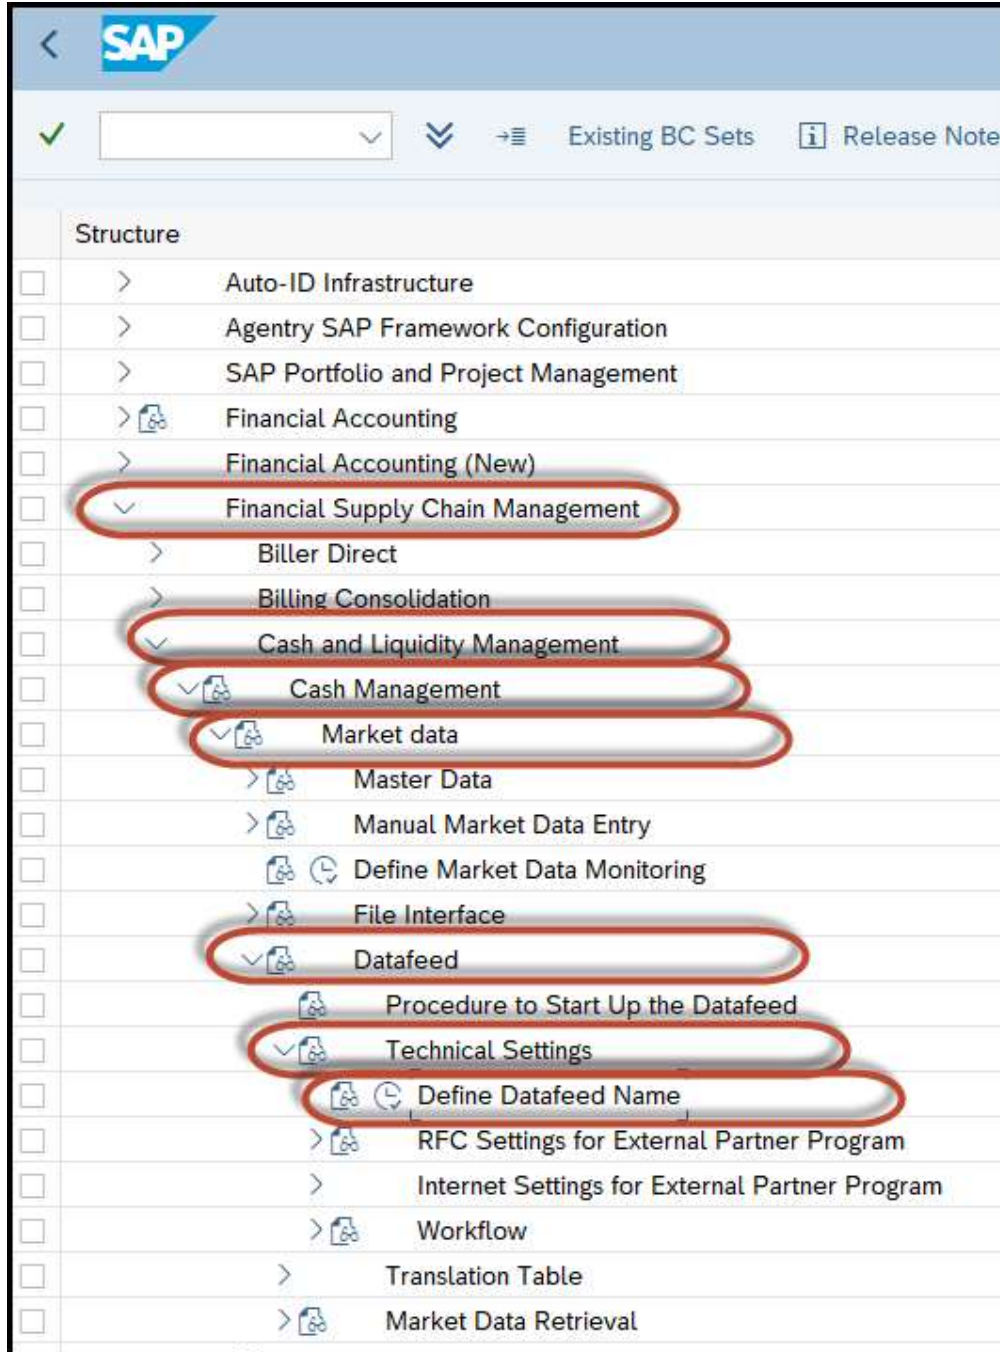 SAP
Existing BC Sets Release Note
Structure
Auto-ID Infrastructure
Agentry SAP Framework Configuration
SAP Portfolio and Project Management
Financial Accounting
Financial Accounting (New)
Financial Supply Chain Management
Biller Direct
Billing Consolidation
Cash and Liquidity Management
Cash Management
Market data
Master Data
Manual Market Data Entry
Define Market Data Monitoring
File Interface
Datafeed
Procedure to Start Up the Datafeed
Technical Settings
Define Datafeed Name
RFC Settings for External Partner Program
Internet Settings for External Partner Program
Workflow
Translation Table
Market Data Retrieval